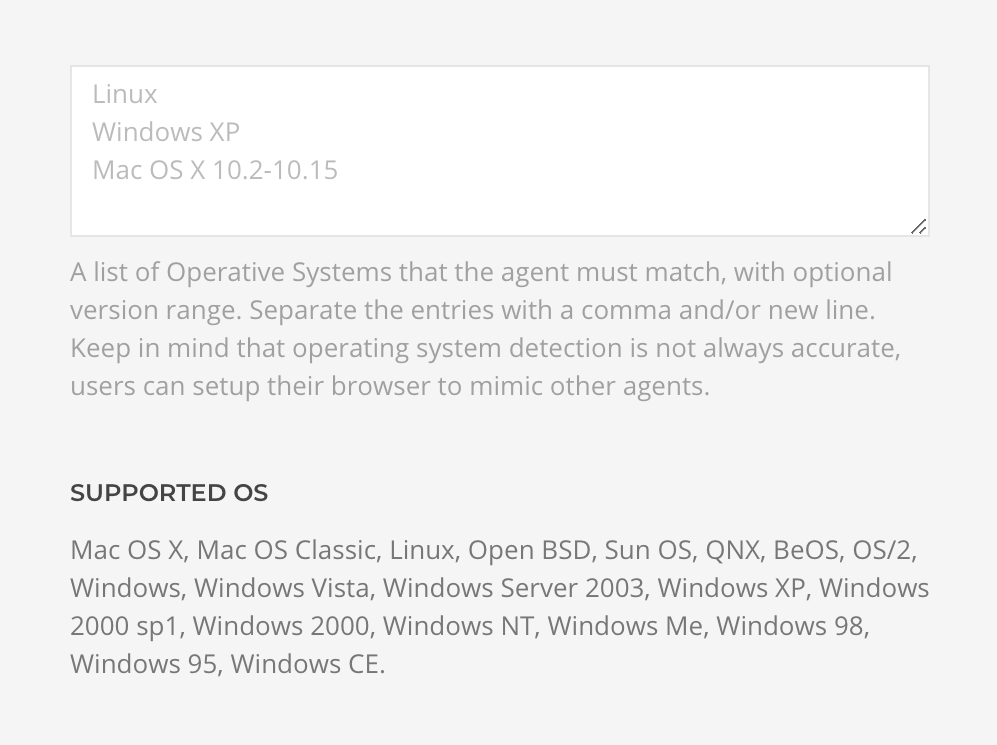 Linux
Windows XP
Mac OS X 10.2-10.15
A list of Operative Systems that the agent must match, with optional
version range. Separate the entries with a comma and/or new line.
Keep in mind that operating system detection is not always accurate,
users can setup their browser to mimic other agents.
SUPPORTED OS
Mac OS X, Mac OS Classic, Linux, Open BSD, Sun OS, QNX, BeOS, OS/2,
Windows, Windows Vista, Windows Server 2003, Windows XP, Windows
2000 sp1, Windows 2000, Windows NT, Windows Me, Windows 98,
Windows 95, Windows CE.